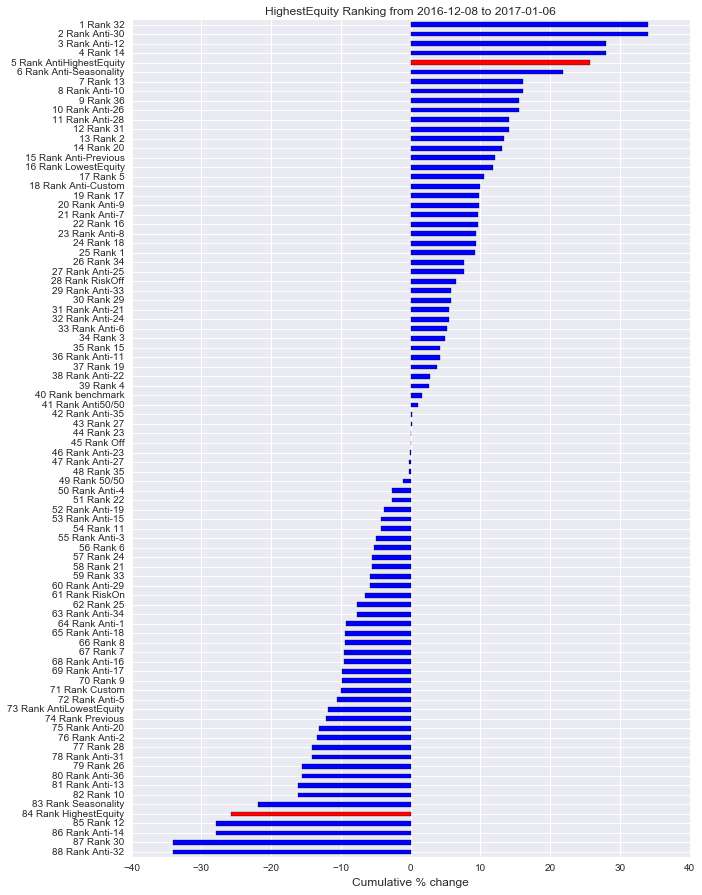 HighestEquity Ranking from 2016-12-08 to 2017-01-06
1 Rank 32
2 Rank Anti-30
3 Rank Anti-12
4 Rank 14
5 Rank AntiHighestEquity
6 Rank Anti-Seasonality
7 Rank 13
8 Rank Anti-10
9 Rank 36
10 Rank Anti-26
11 Rank Anti-28
12 Rank 31
13 Rank 2
14 Rank 20
15 Rank Anti-Previous
16 Rank LowestEquity
17 Rank 5
18 Rank Anti-Custom
19 Rank 17
20 Rank Anti-9
21 Rank Anti-7
22 Rank 16
23 Rank Anti-8
24 Rank 18
25 Rank 1
26 Rank 34
27 Rank Anti-25
28 Rank RiskOff
29 Rank Anti-33
30 Rank 29
31 Rank Anti-21
32 Rank Anti-24
33 Rank Anti-6
34 Rank 3
35 Rank 15
36 Rank Anti-11
37 Rank 19
38 Rank Anti-22
39 Rank 4
40 Rank benchmark
41 Rank Anti50/50
42 Rank Anti-35
43 Rank 27
44 Rank 23
45 Rank Off
46 Rank Anti-23
47 Rank Anti-27
48 Rank 35
49 Rank 50/50
50 Rank Anti-4
51 Rank 22
52 Rank Anti-19
53 Rank Anti-15
54 Rank 11
55 Rank Anti-3
56 Rank 6
57 Rank 24
58 Rank 21
59 Rank 33
60 Rank Anti-29
61 Rank RiskOn
62 Rank 25
63 Rank Anti-34
64 Rank Anti-1
65 Rank Anti-18
66 Rank 8
67 Rank 7
68 Rank Anti-16
69 Rank Anti-17
70 Rank 9
71 Rank Custom
72 Rank Anti-5
73 Rank AntiLowestEquity
74 Rank Previous
75 Rank Anti-20
76 Rank Anti-2
77 Rank 28
78 Rank Anti-31
79 Rank 26
80 Rank Anti-36
81 Rank Anti-13
82 Rank 10
83 Rank Seasonality
84 Rank HighestEquity
85 Rank 12
86 Rank Anti-14
87 Rank 30
88 Rank Anti-32
−40 −30 −20 −10 0 10 20 30 40
Cumulative % change